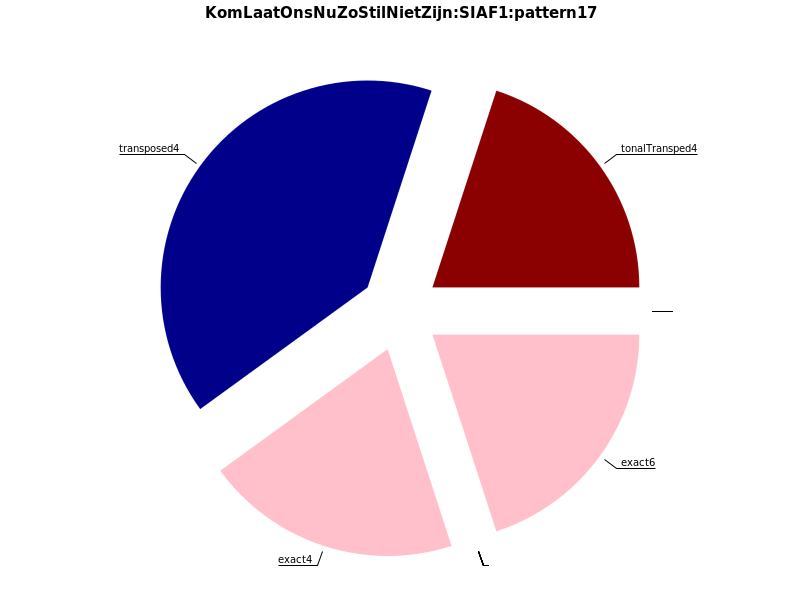 KomLaatOnsNuZoStilNietZijn:SIAF1:pattern17
transposed4
tonalTransped4
exact6
exact4